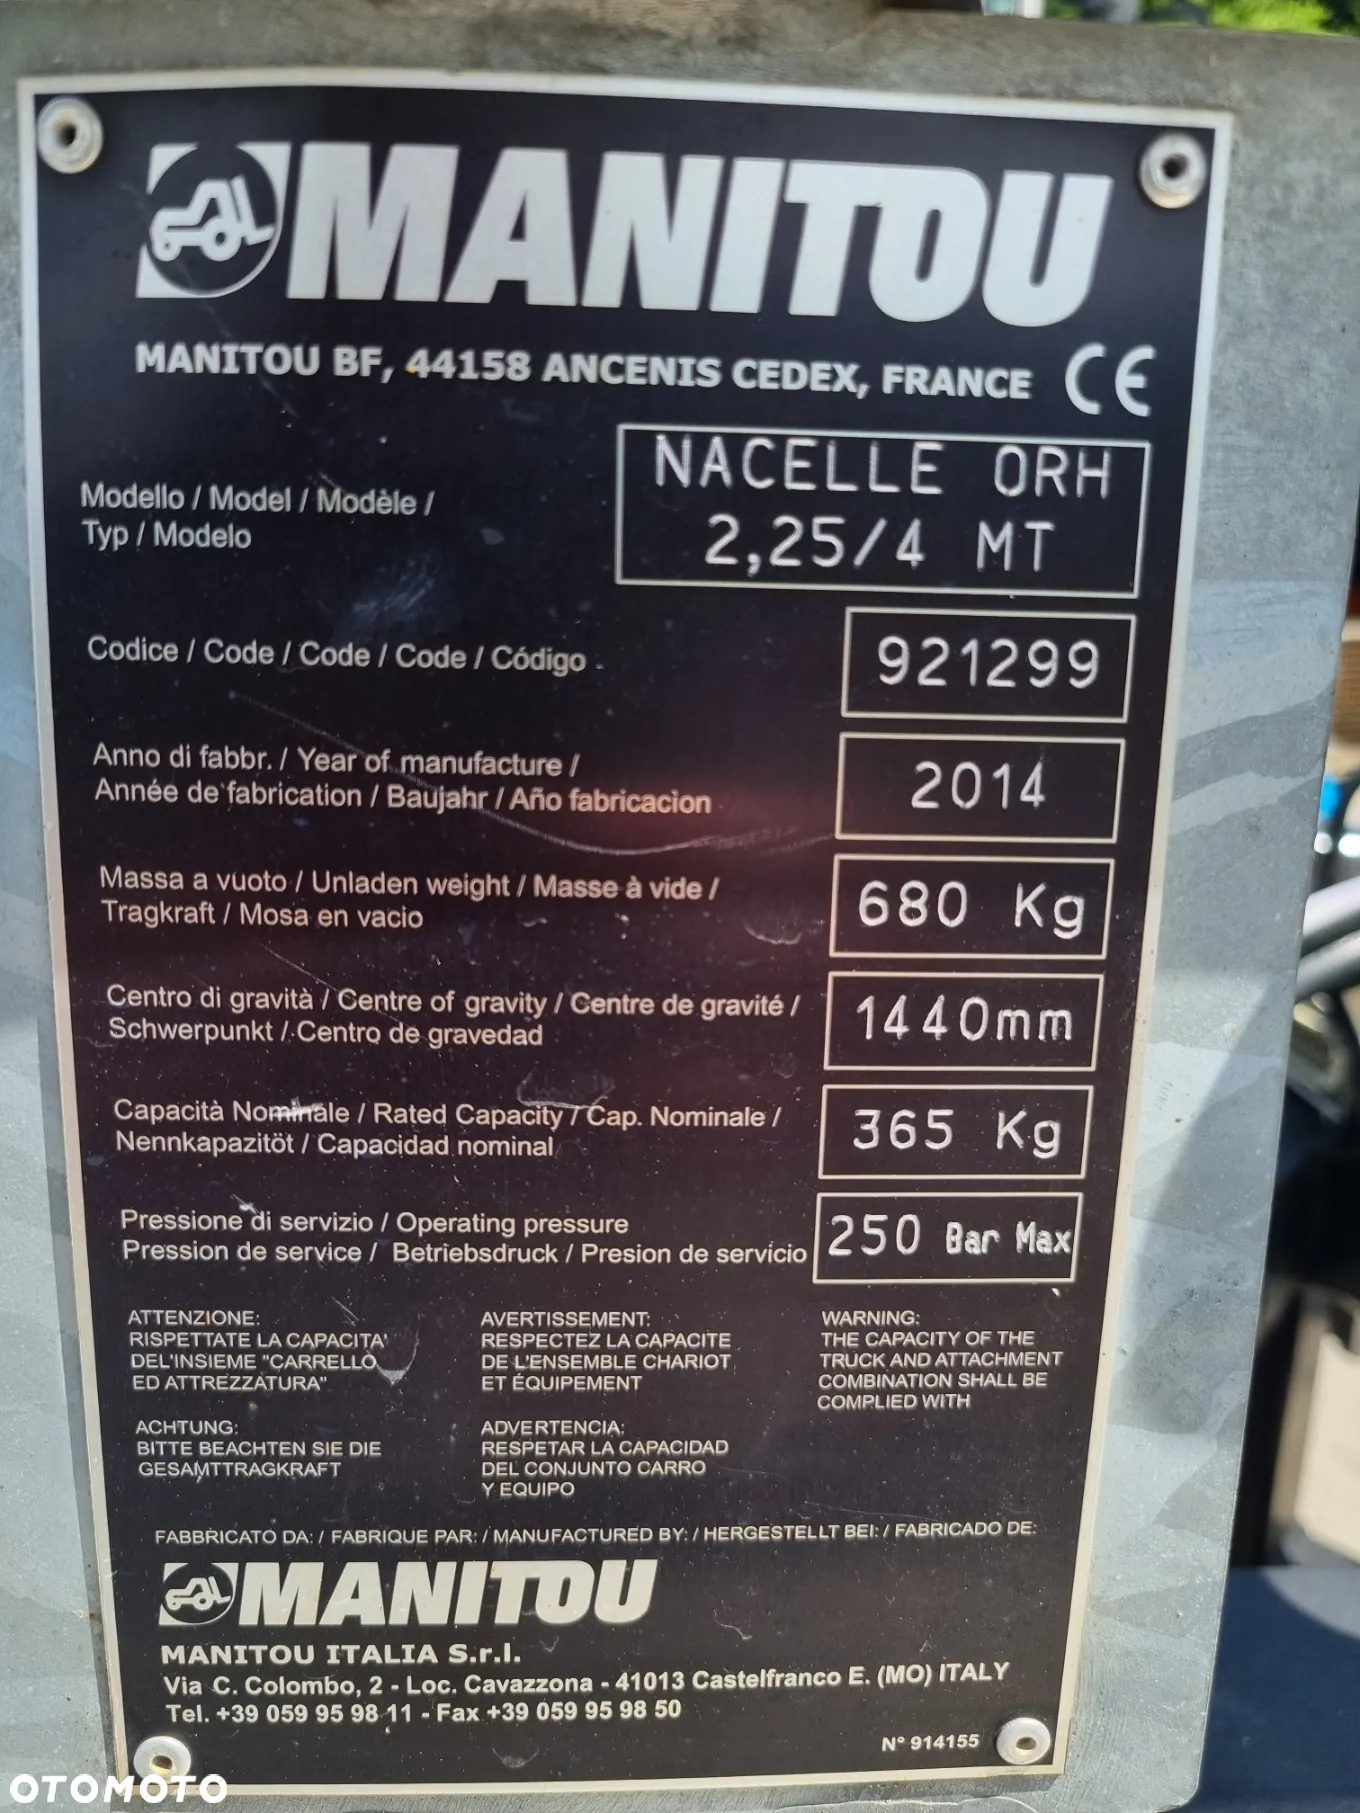 MANITOU
MANITOU BF, 44158 ANCENIS CEDEX, FRANCE CE
Modello / Model / Modèle /
Typ / Modelo
NACELLE ORH
2,25/4 MT
Codice / Code / Code / Code / Código
921299
Anno di fabbr. / Year of manufacture /
Année de fabrication / Baujahr / Año fabricacion
2014
Massa a vuoto / Unladen weight / Masse à vide /
Tragkraft / Mosa en vacio
680 Kg
Centro di gravità / Centre of gravity / Centre de gravité /
Schwerpunkt / Centro de gravedad
1440mm
Capacità Nominale / Rated Capacity / Cap. Nominale /
Nennkapazitöt / Capacidad nominal
365 Kg
Pressione di servizio / Operating pressure
Pression de service / Betriebsdruck / Presion de servicio
250 Bar Max
ATTENZIONE:
RISPETTATE LA CAPACITA'
DEL'INSIEME "CARRELLO
ED ATTREZZATURA"
AVERTISSEMENT:
RESPECTEZ LA CAPACITE
DE L'ENSEMBLE CHARIOT
ET ÉQUIPEMENT
WARNING:
THE CAPACITY OF THE
TRUCK AND ATTACHMENT
COMBINATION SHALL BE
COMPLIED WITH
ACHTUNG:
BITTE BEACHTEN SIE DIE
GESAMTTRAGKRAFT
ADVERTENCIA:
RESPETAR LA CAPACIDAD
DEL CONJUNTO CARRO
Y EQUIPO
FABBRICATO DA: / FABRIQUE PAR: / MANUFACTURED BY: / HERGESTELLT BEI: / FABRICADO DE:
MANITOU
MANITOU ITALIA S.r.l.
Via C. Colombo, 2 - Loc. Cavazzona - 41013 Castelfranco E. (MO) ITALY
Tel. +39 059 95 98 11 - Fax +39 059 95 98 50
N° 914155
OTOMOTO